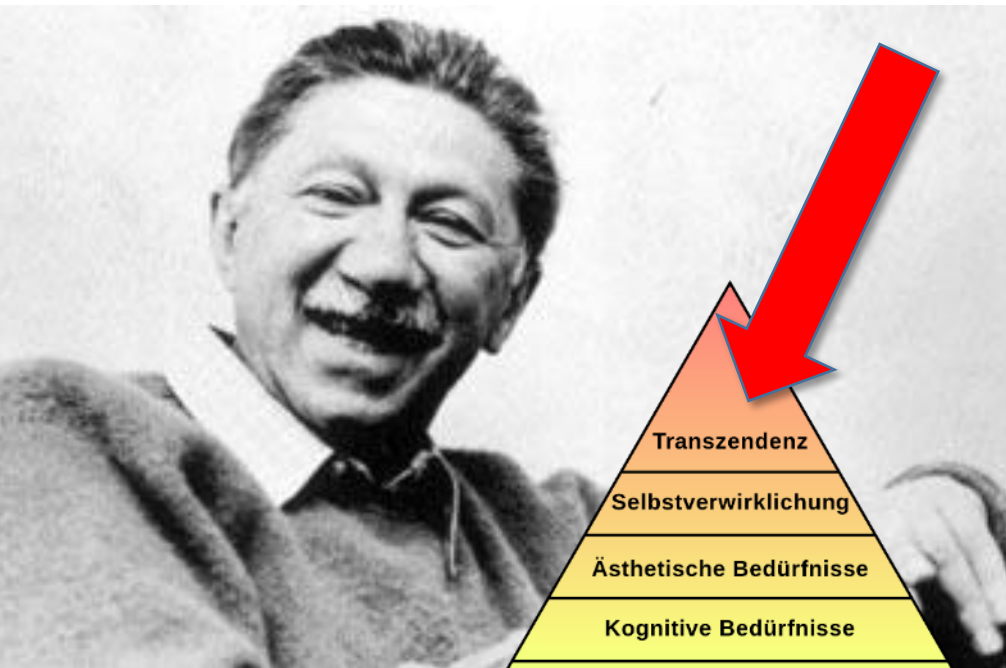 Transzendenz
Selbstverwirklichung
Ästhetische Bedürfnisse
Kognitive Bedürfnisse